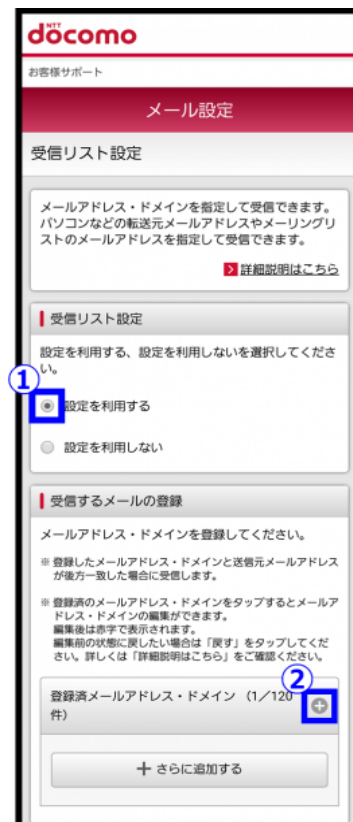 NTT
döcomo
お客様サポート
メール設定
受信リスト設定
メールアドレス・ドメインを指定して受信できます。
パソコンなどの転送元メールアドレスやメーリングリ
ストのメールアドレスを指定して受信できます。
詳細説明はこちら
受信リスト設定
設定を利用する、設定を利用しないを選択してくださ
い。
①
設定を利用する
設定を利用しない
受信するメールの登録
メールアドレス・ドメインを登録してください。
※ 登録したメールアドレス・ドメインと送信元メールアドレス
が後方一致した場合に受信します。
※ 登録済のメールアドレス・ドメインをタップするとメールア
ドレス・ドメインの編集ができます。
編集後は赤字で表示されます。
編集前の状態に戻したい場合は「戻す」をタップしてくだ
さい。詳しくは「詳細説明はこちら」をご確認ください。
②
登録済メールアドレス・ドメイン（1／120
件）
＋ さらに追加する